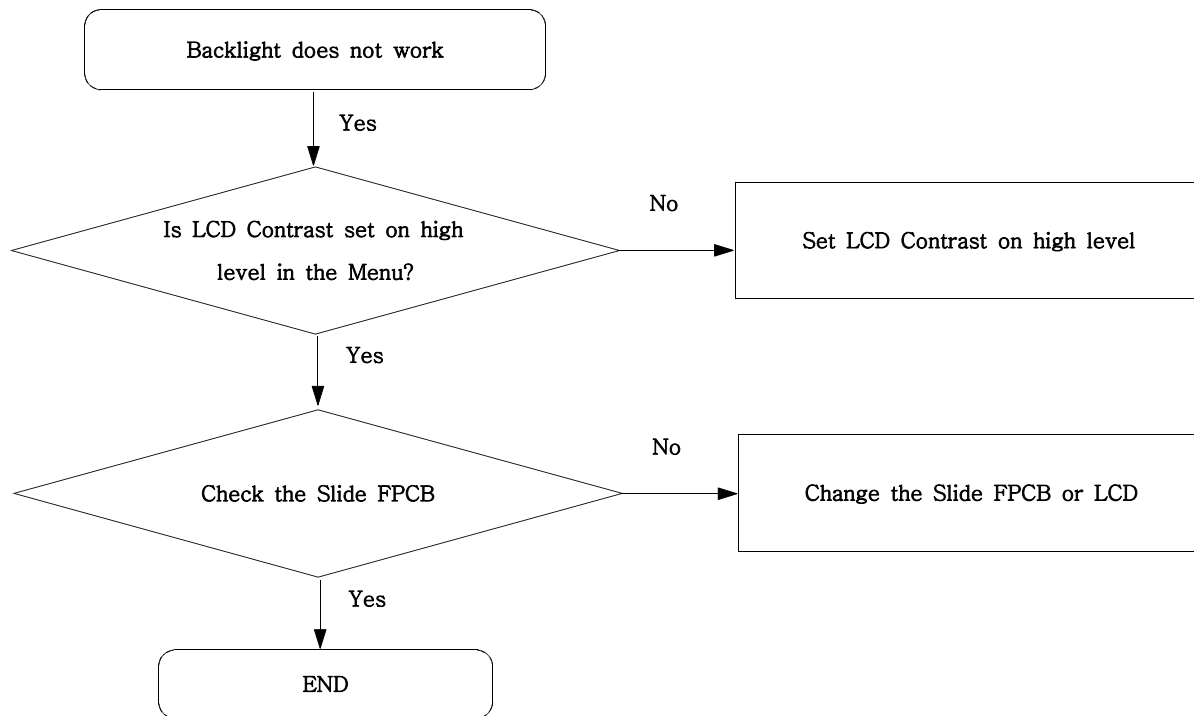 Backlight does not work
Yes
Is LCD Contrast set on high
level in the Menu?
No
Set LCD Contrast on high level
Yes
Check the Slide FPCB
No
Change the Slide FPCB or LCD
Yes
END